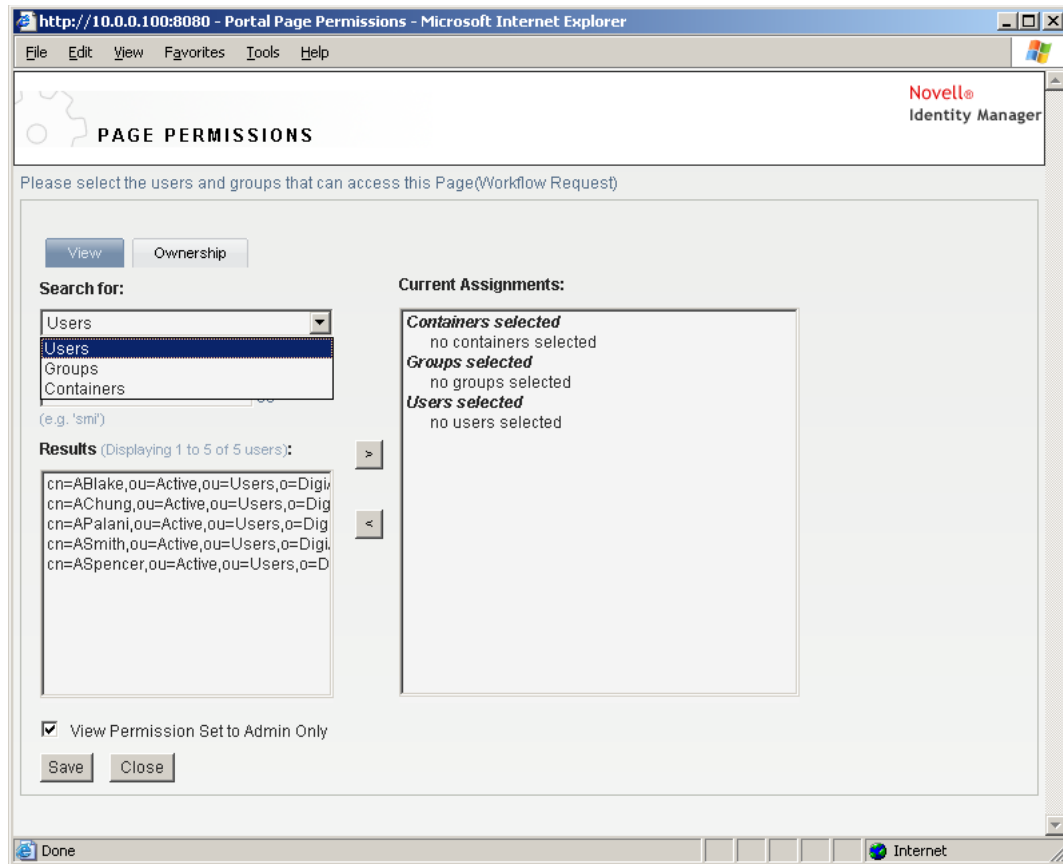 http://10.0.0.100:8080 - Portal Page Permissions - Microsoft Internet Explorer
File Edit View Favorites Tools Help
Novell®
Identity Manager
PAGE PERMISSIONS
Please select the users and groups that can access this Page(Workflow Request)
View Ownership
Search for:
Users
Users
Groups
Containers
(e.g. 'smi')
Results (Displaying 1 to 5 of 5 users):
cn=ABlake,ou=Active,ou=Users,o=Digi
cn=AChung,ou=Active,ou=Users,o=Dig
cn=APalani,ou=Active,ou=Users,o=Dig
cn=ASmith,ou=Active,ou=Users,o=Digi
cn=ASpencer,ou=Active,ou=Users,o=D
>
<
Current Assignments:
Containers selected
no containers selected
Groups selected
no groups selected
Users selected
no users selected
View Permission Set to Admin Only
Save Close
Done Internet